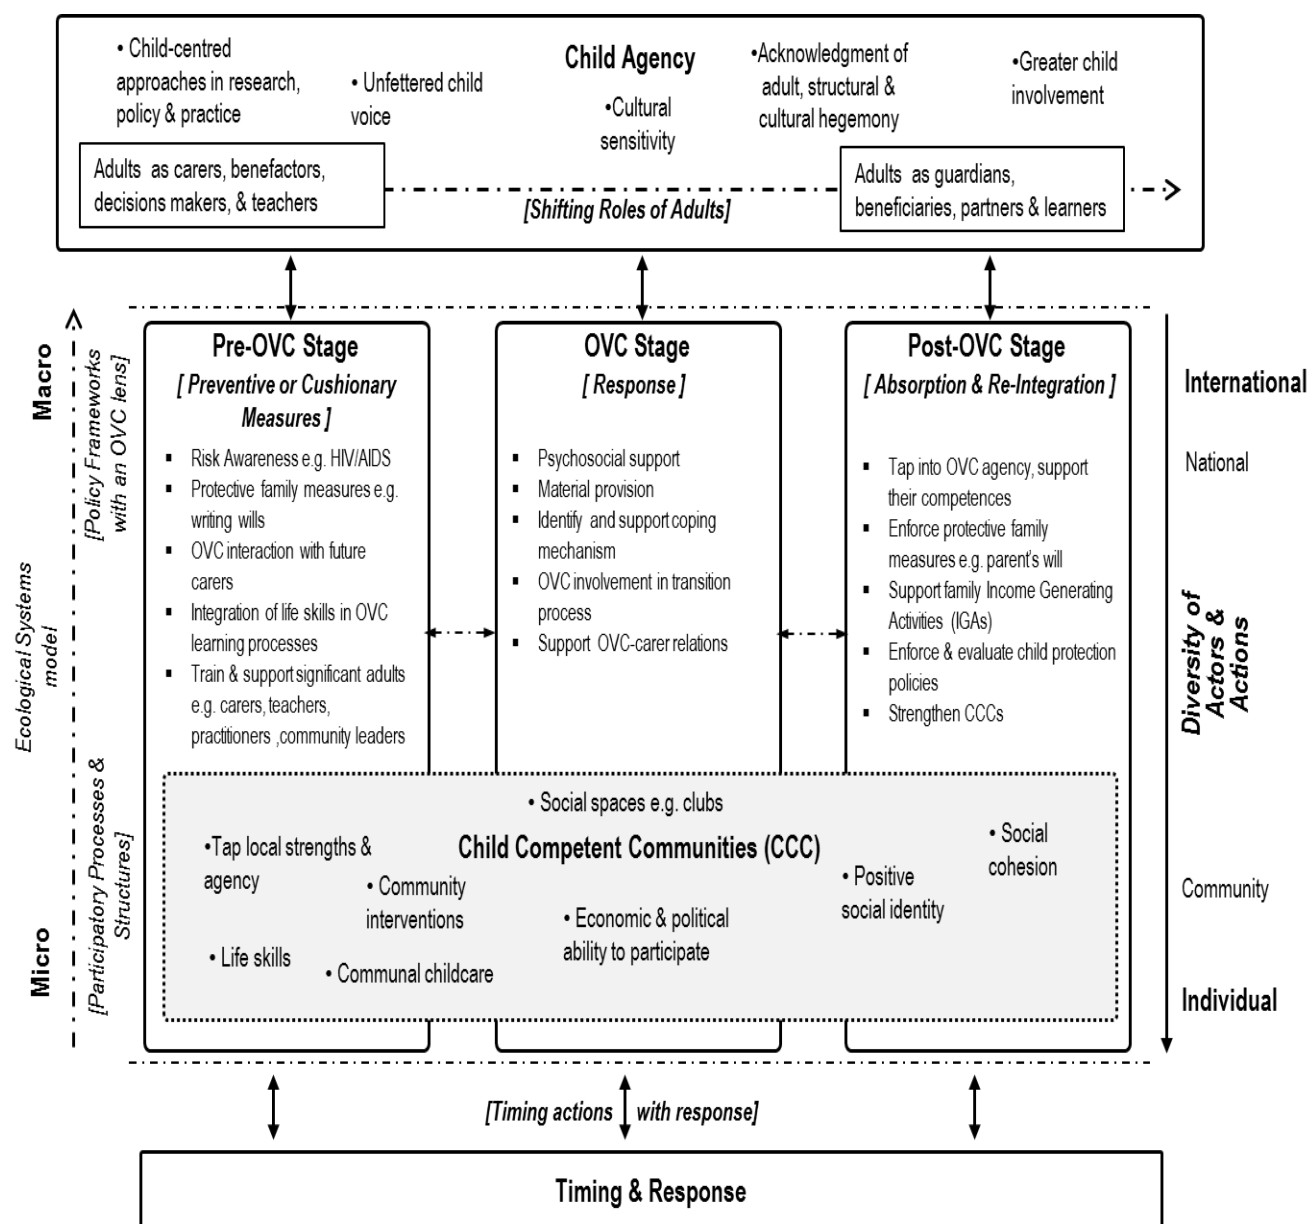 • Child-centred
approaches in research,
policy & practice
• Unfettered child
voice
Child Agency
•Cultural
sensitivity
•Acknowledgment of
adult, structural &
cultural hegemony
•Greater child
involvement
Adults as carers, benefactors,
decisions makers, & teachers
[Shifting Roles of Adults]
Adults as guardians,
beneficiaries, partners & learners
Macro
[Policy Frameworks
with an OVC lens]
Ecological Systems
model
[Participatory Processes &
Structures]
Micro
Pre-OVC Stage
[ Preventive or Cushionary
Measures ]
▪ Risk Awareness e.g. HIV/AIDS
▪ Protective family measures e.g.
writing wills
▪ OVC interaction with future
carers
▪ Integration of life skills in OVC
learning processes
▪ Train & support significant adults
e.g. carers, teachers,
practitioners ,community leaders
OVC Stage
[ Response ]
▪ Psychosocial support
▪ Material provision
▪ Identify and support coping
mechanism
▪ OVC involvement in transition
process
▪ Support OVC-carer relations
Post-OVC Stage
[ Absorption & Re-Integration ]
▪ Tap into OVC agency, support
their competences
▪ Enforce protective family
measures e.g. parent's will
▪ Support family Income Generating
Activities (IGAs)
▪ Enforce & evaluate child protection
policies
▪ Strengthen CCCs
International
National
Diversity of
Actors &
Actions
Community
Individual
• Social spaces e.g. clubs
Child Competent Communities (CCC)
•Tap local strengths &
agency
• Community
interventions
• Life skills
• Communal childcare
• Economic & political
ability to participate
• Positive
social identity
• Social
cohesion
[Timing actions with response]
Timing & Response